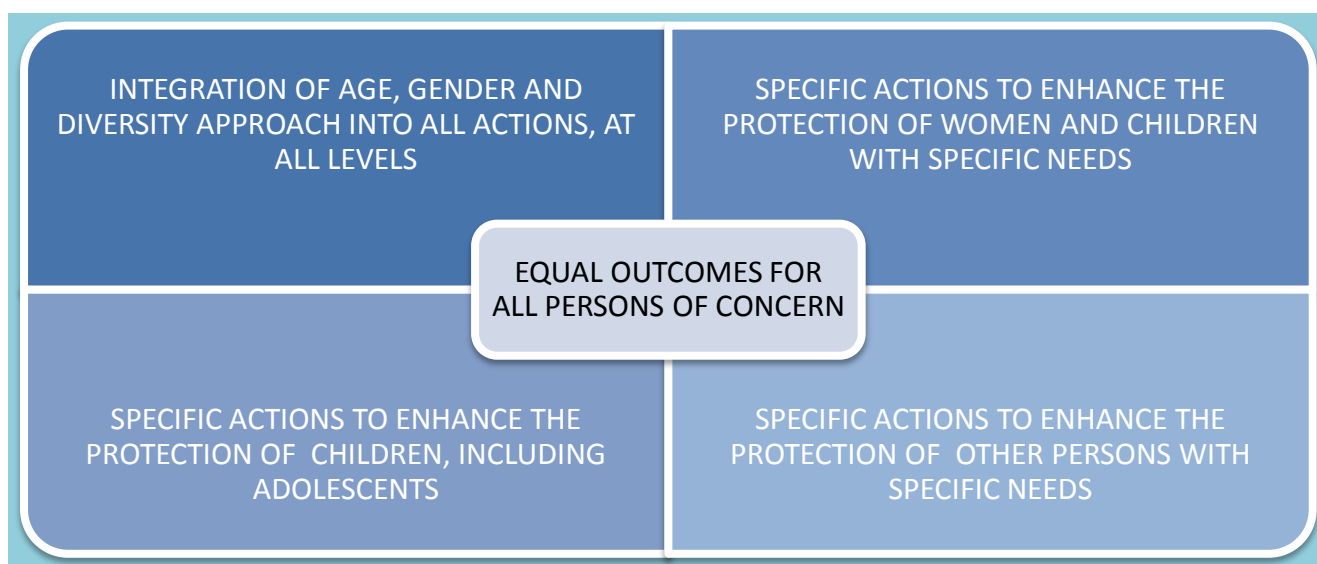 INTEGRATION OF AGE, GENDER AND
DIVERSITY APPROACH INTO ALL ACTIONS, AT
ALL LEVELS
SPECIFIC ACTIONS TO ENHANCE THE
PROTECTION OF WOMEN AND CHILDREN
WITH SPECIFIC NEEDS
EQUAL OUTCOMES FOR
ALL PERSONS OF CONCERN
SPECIFIC ACTIONS TO ENHANCE THE
PROTECTION OF CHILDREN, INCLUDING
ADOLESCENTS
SPECIFIC ACTIONS TO ENHANCE THE
PROTECTION OF OTHER PERSONS WITH
SPECIFIC NEEDS